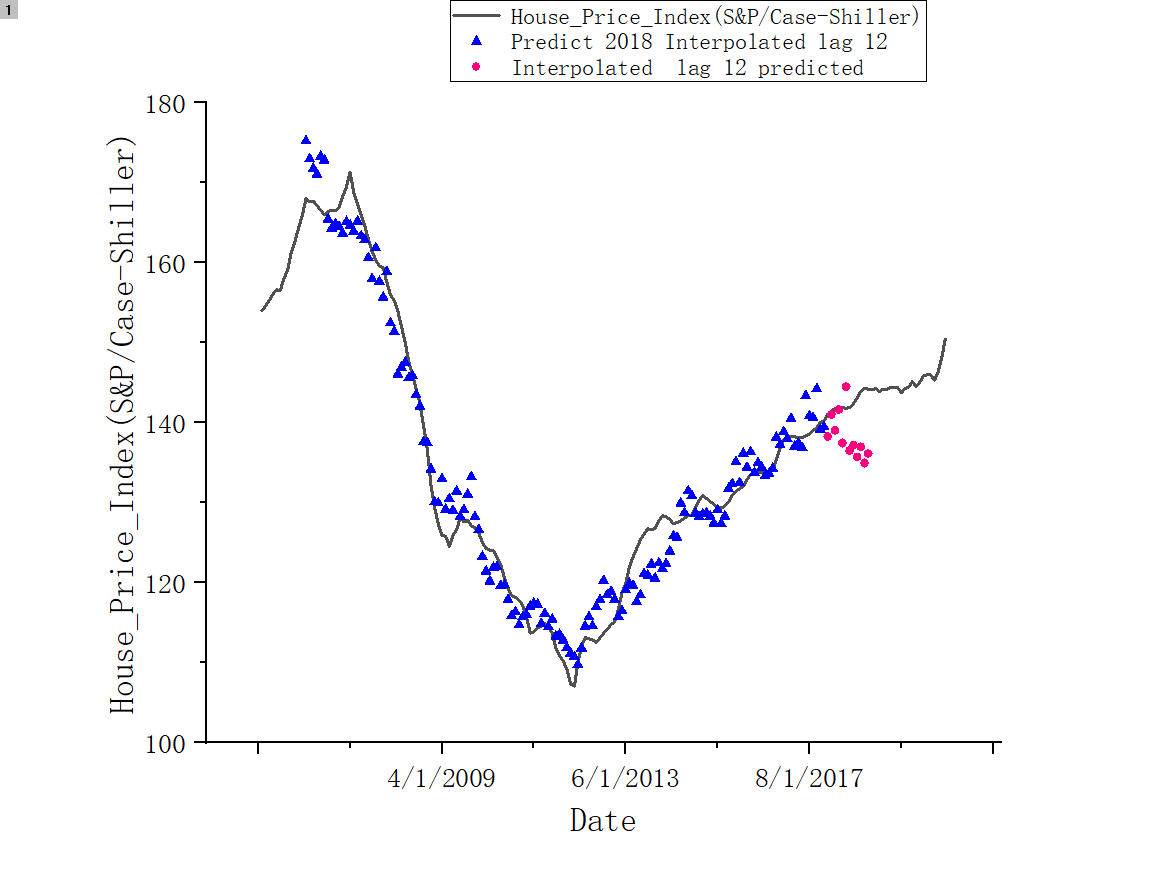 1
House_Price_Index(S&P/Case-Shiller)
Predict 2018 Interpolated lag 12
Interpolated  lag 12 predicted
180
160
140
120
100
House_Price_Index(S&P/Case-Shiller)
4/1/2009 6/1/2013 8/1/2017
Date